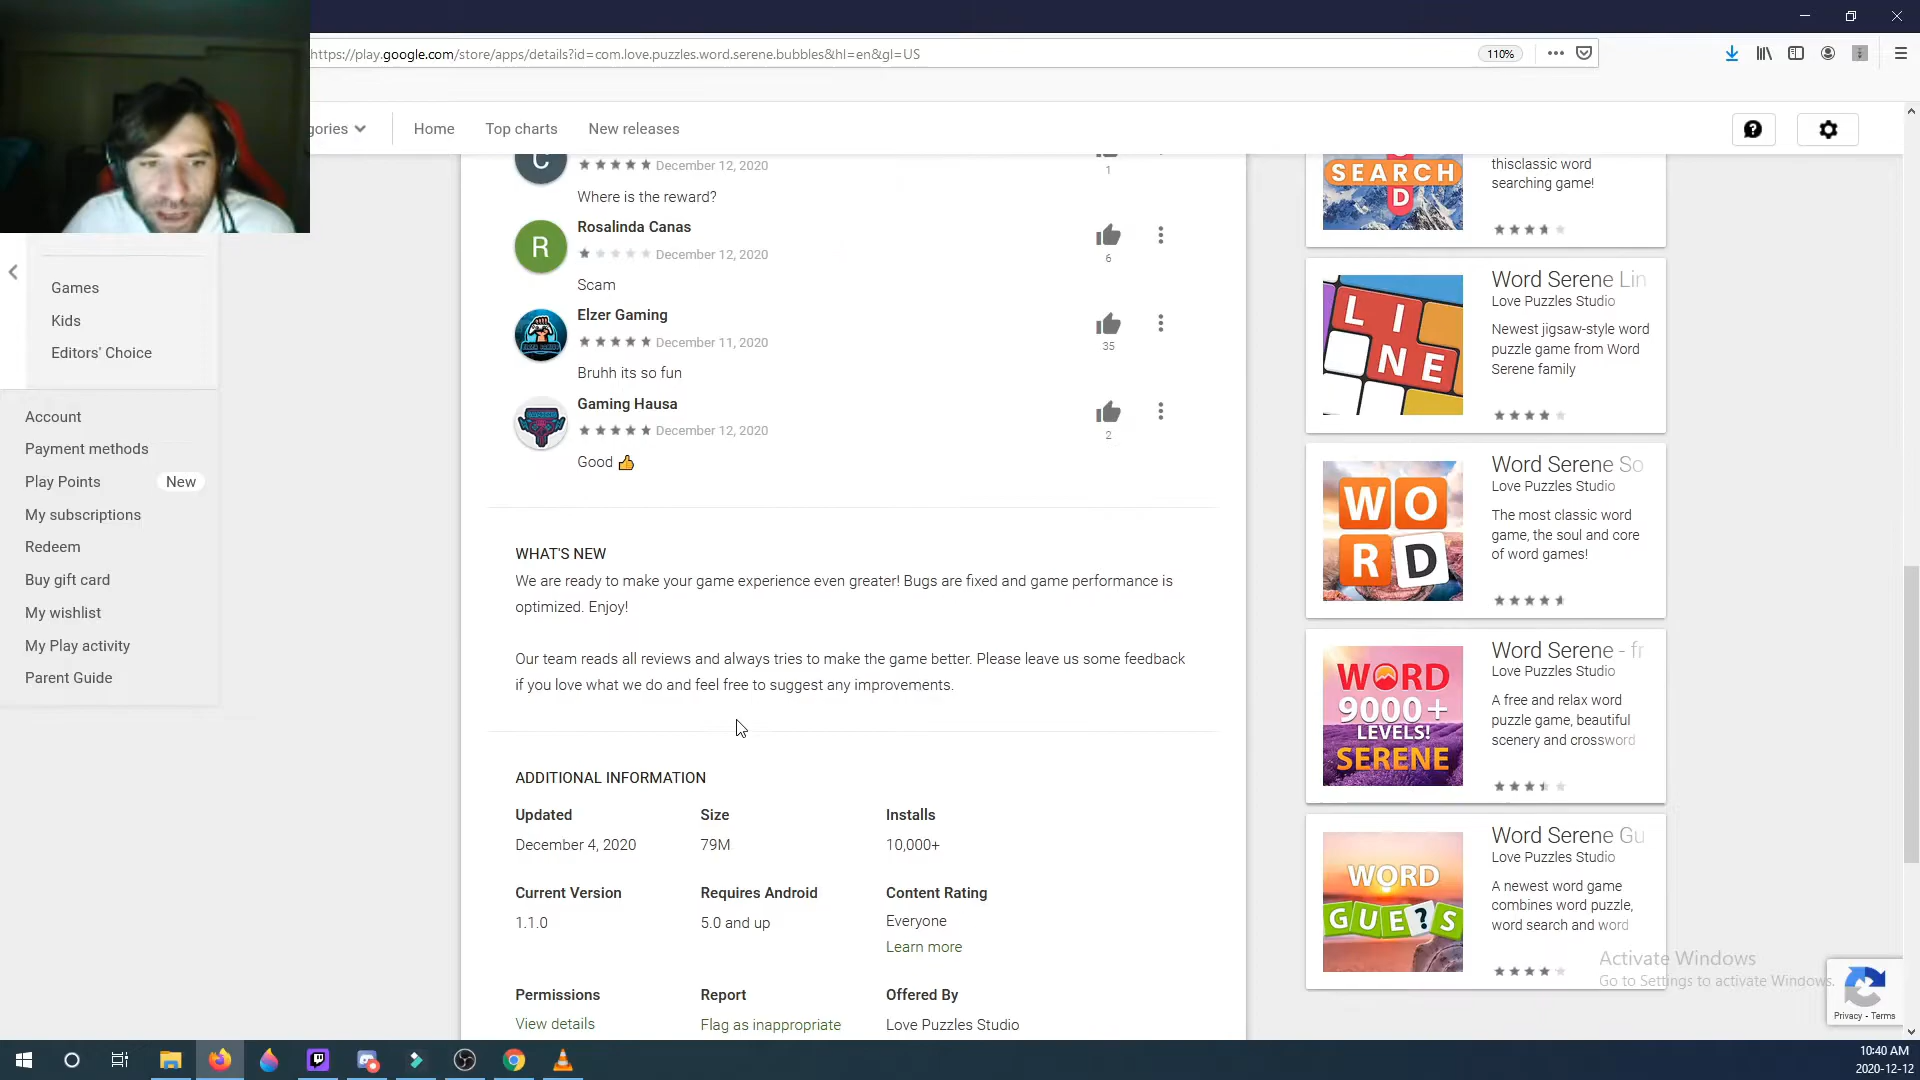 https://play.google.com/store/apps/details?id=com.love.puzzles.word.serene.bubbles&hl=en&gl=US
110%
gories
Home
Top charts
New releases
Games
Kids
Editors' Choice
Account
Payment methods
Play Points
New
My subscriptions
Redeem
Buy gift card
My wishlist
My Play activity
Parent Guide
C
December 12, 2020
1
Where is the reward?
R
Rosalinda Canas
December 12, 2020
6
Scam
Elzer Gaming
December 11, 2020
35
Bruhh its so fun
Gaming Hausa
December 12, 2020
2
Good 👍
WHAT'S NEW
We are ready to make your game experience even greater! Bugs are fixed and game performance is
optimized. Enjoy!
Our team reads all reviews and always tries to make the game better. Please leave us some feedback
if you love what we do and feel free to suggest any improvements.
ADDITIONAL INFORMATION
Updated
December 4, 2020
Size
79M
Installs
10,000+
Current Version
1.1.0
Requires Android
5.0 and up
Content Rating
Everyone
Learn more
Permissions
View details
Report
Flag as inappropriate
Offered By
Love Puzzles Studio
SEARCH
D
thisclassic word
searching game!
LI
NE
Word Serene Lin
Love Puzzles Studio
Newest jigsaw-style word
puzzle game from Word
Serene family
WO
RD
Word Serene So
Love Puzzles Studio
The most classic word
game, the soul and core
of word games!
WORD
9000+
LEVELS!
SERENE
Word Serene - fr
Love Puzzles Studio
A free and relax word
puzzle game, beautiful
scenery and crossword
WORD
GUE?S
Word Serene Gu
Love Puzzles Studio
A newest word game
combines word puzzle,
word search and word
Activate Windows
Go to Settings to activate Windows.
Privacy - Terms
10:40 AM
2020-12-12